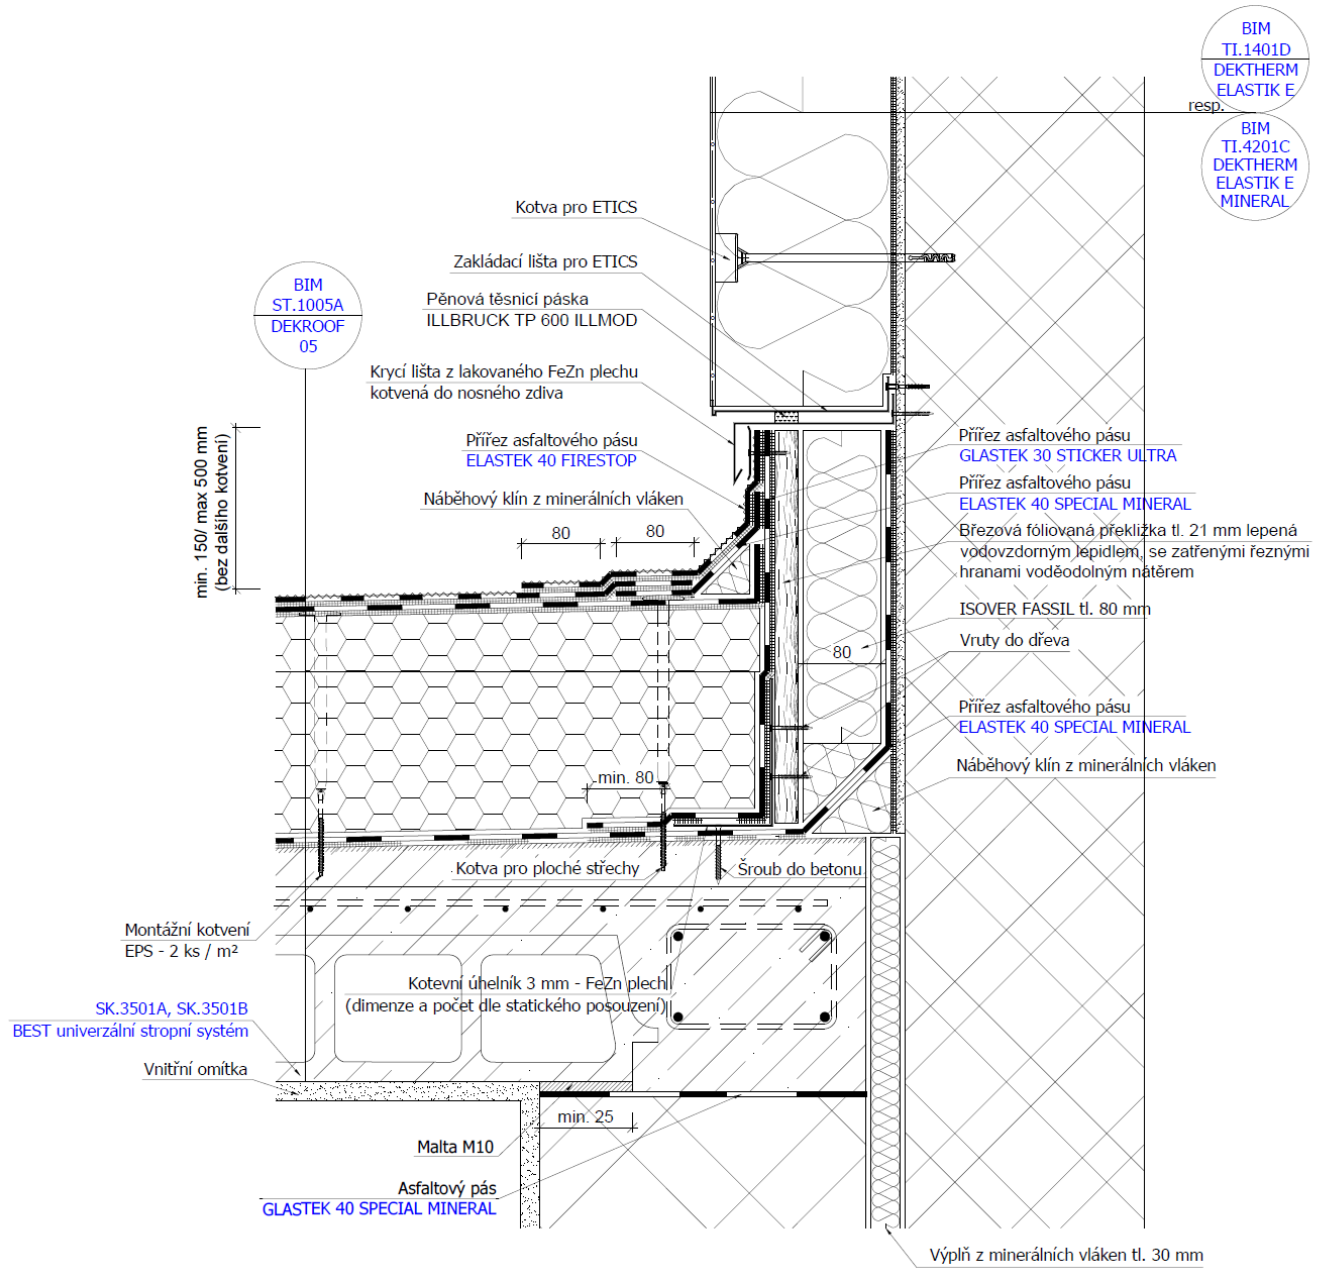 BIM
TI.1401D
DEKTHERM
ELASTIK E
resp.
BIM
TI.4201C
DEKTHERM
ELASTIK E
MINERAL
Kotva pro ETICS
Zakládací lišta pro ETICS
Pěnová těsnicí páska
ILLBRUCK TP 600 ILLMOD
BIM
ST.1005A
DEKROOF
05
Krycí lišta z lakovaného FeZn plechu
kotvená do nosného zdiva
Přířez asfaltového pásu
ELASTEK 40 FIRESTOP
Náběhový klín z minerálních vláken
min. 150/ max 500 mm
(bez dalšího kotvení)
80
80
Přířez asfaltového pásu
GLASTEK 30 STICKER ULTRA
Přířez asfaltového pásu
ELASTEK 40 SPECIAL MINERAL
Březová fóliovaná překližka tl. 21 mm lepená
vodovzdorným lepidlem, se zatřenými řeznými
hranami voděodolným nátěrem
ISOVER FASSIL tl. 80 mm
Vruty do dřeva
80
Přířez asfaltového pásu
ELASTEK 40 SPECIAL MINERAL
Náběhový klín z minerálních vláken
min. 80
Kotva pro ploché střechy
Šroub do betonu
Montážní kotvení
EPS - 2 ks / m²
Kotevní úhelník 3 mm - FeZn plech
(dimenze a počet dle statického posouzení)
SK.3501A, SK.3501B
BEST univerzální stropní systém
Vnitřní omítka
min. 25
Malta M10
Asfaltový pás
GLASTEK 40 SPECIAL MINERAL
Výplň z minerálních vláken tl. 30 mm